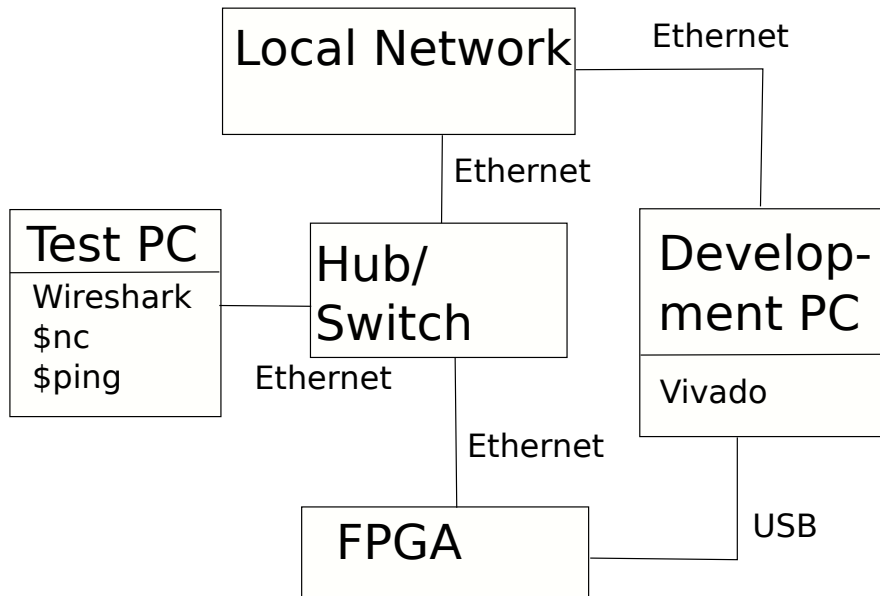 Local Network
Ethernet
Ethernet
Test PC
Wireshark
$nc
$ping
Hub/
Switch
Develop-
ment PC
Vivado
Ethernet
Ethernet
USB
FPGA